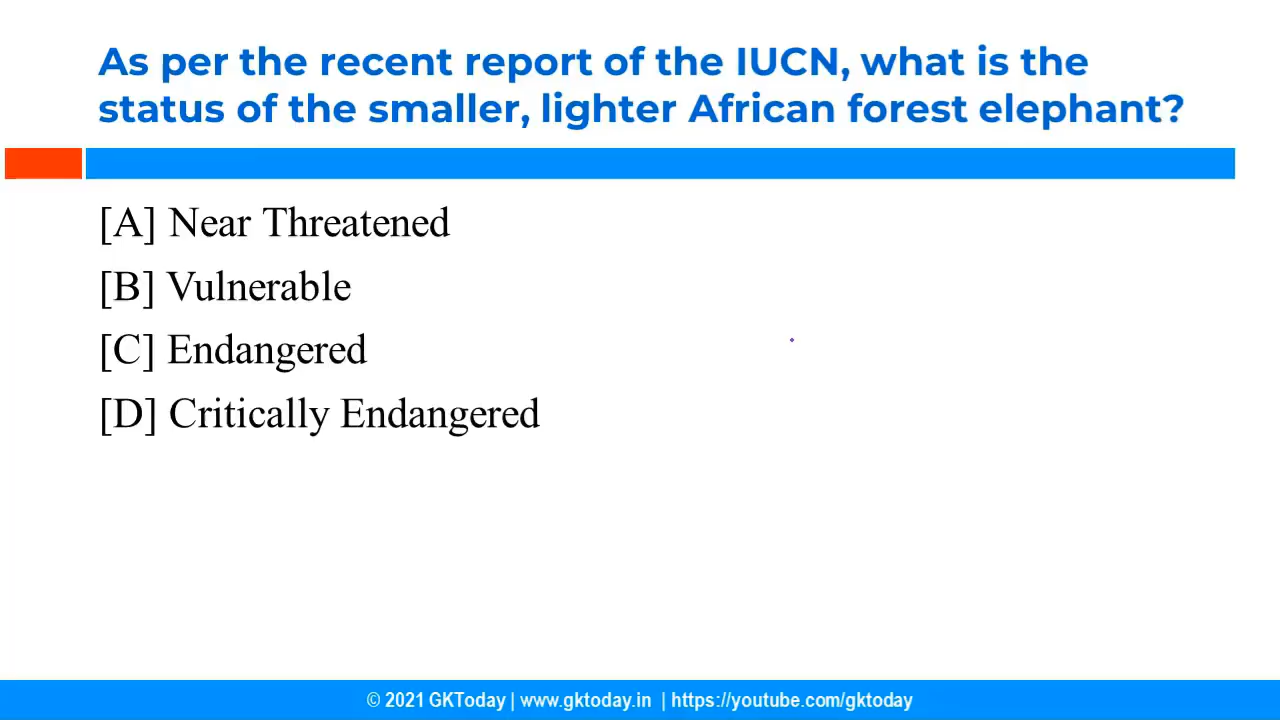 As per the recent report of the IUCN, what is the
status of the smaller, lighter African forest elephant?
[A] Near Threatened
[B] Vulnerable
[C] Endangered
[D] Critically Endangered
© 2021 GKToday | www.gktoday.in | https://youtube.com/gktoday